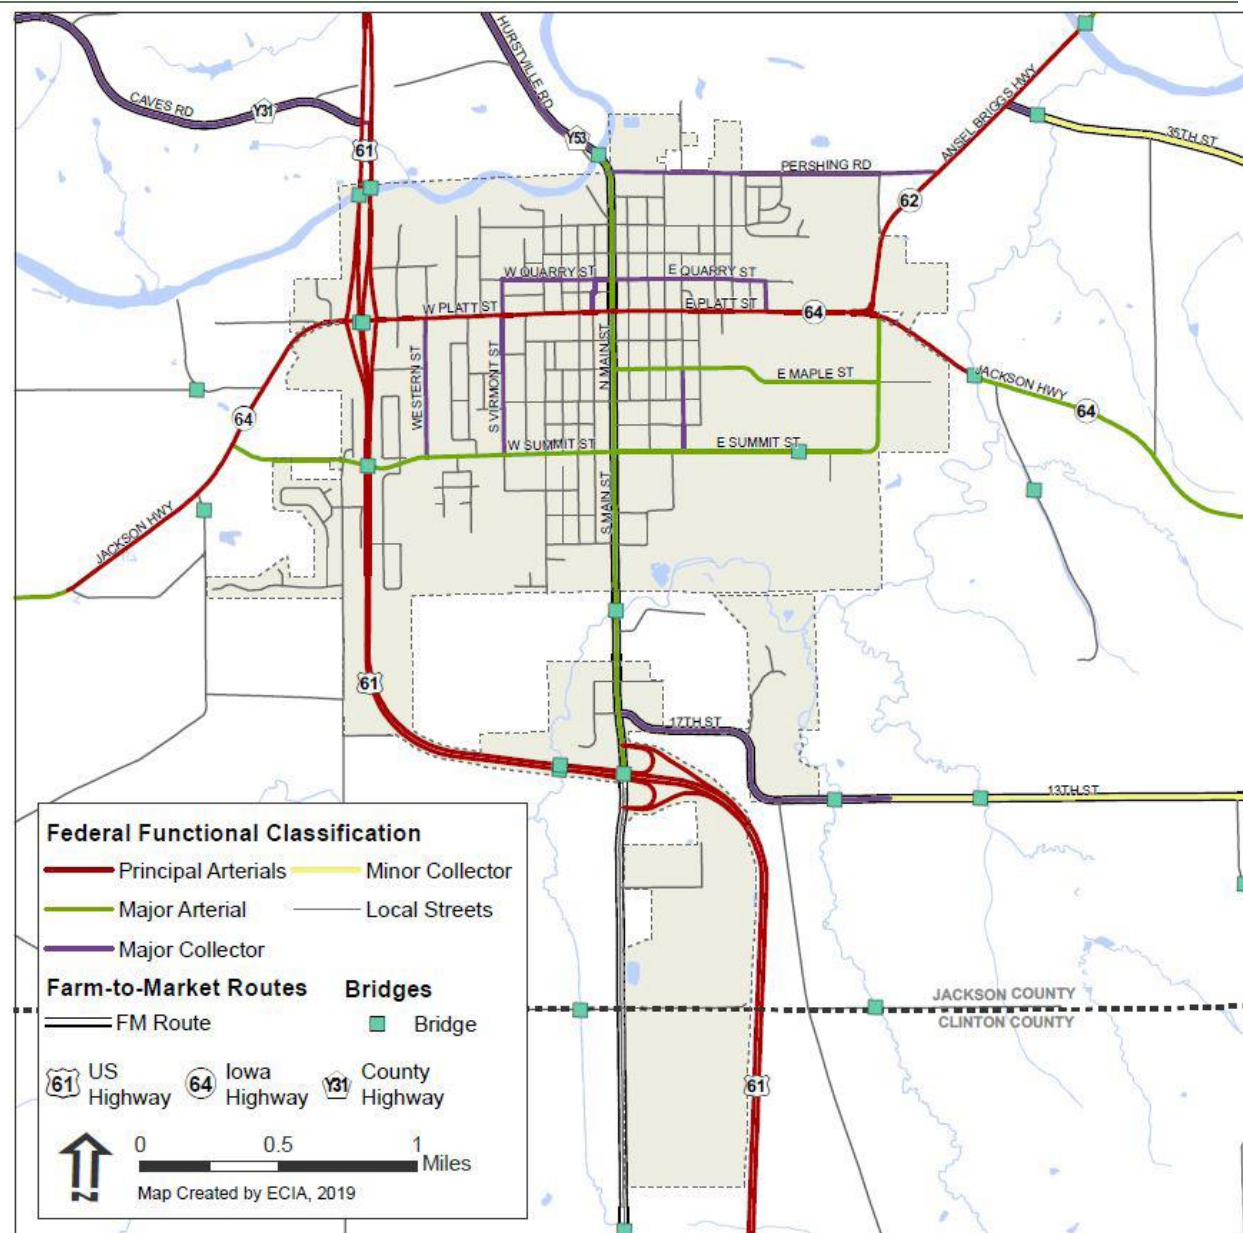 HURSTVILLE RD
CAVES RD
Y31
61
Y53
ANSEL BRIGGS HWY
35TH ST
PERSHING RD
62
W QUARRY ST
E QUARRY ST
W PLATT ST
E PLATT ST
64
N MAIN ST
WESTERN ST
S VIRMONT ST
E MAPLE ST
JACKSON HWY
64
64
W SUMMIT ST
E SUMMIT ST
S MAIN ST
JACKSON HWY
61
17TH ST
13TH ST
Federal Functional Classification
Principal Arterials
Minor Collector
Major Arterial
Local Streets
Major Collector
Farm-to-Market Routes
Bridges
FM Route
Bridge
JACKSON COUNTY
CLINTON COUNTY
61
US
Highway
64
Iowa
Highway
Y31
County
Highway
61
0 0.5 1
Miles
N
Map Created by ECIA, 2019